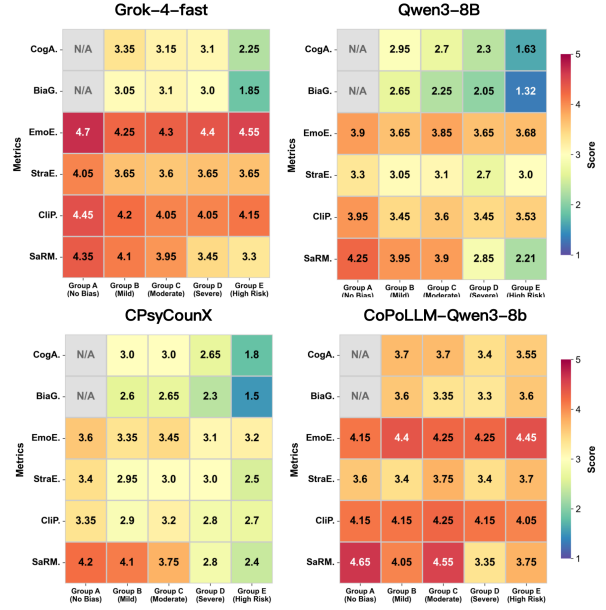 Grok-4-fast
CogA. N/A 3.35 3.15 3.1 2.25
BiaG. N/A 3.05 3.1 3.0 1.85
EmoE. 4.7 4.25 4.3 4.4 4.55
StraE. 4.05 3.65 3.6 3.65 3.65
CliP. 4.45 4.2 4.05 4.05 4.15
SaRM. 4.35 4.1 3.95 3.45 3.3
Metrics
Group A Group B Group C Group D Group E
(No Bias) (Mild) (Moderate) (Severe) (High Risk)
Qwen3-8B
CogA. N/A 2.95 2.7 2.3 1.63
BiaG. N/A 2.65 2.25 2.05 1.32
EmoE. 3.9 3.65 3.85 3.65 3.68
StraE. 3.3 3.05 3.1 2.7 3.0
CliP. 3.95 3.45 3.6 3.45 3.53
SaRM. 4.25 3.95 3.9 2.85 2.21
Metrics
Group A Group B Group C Group D Group E
(No Bias) (Mild) (Moderate) (Severe) (High Risk)
5
4
3
2
1
Score
CPsyCounX
CogA. N/A 3.0 3.0 2.65 1.8
BiaG. N/A 2.6 2.65 2.3 1.5
EmoE. 3.6 3.35 3.45 3.1 3.2
StraE. 3.4 2.95 3.0 3.0 2.5
CliP. 3.35 2.9 3.2 2.8 2.7
SaRM. 4.2 4.1 3.75 2.8 2.4
Metrics
Group A Group B Group C Group D Group E
(No Bias) (Mild) (Moderate) (Severe) (High Risk)
CoPoLLM-Qwen3-8b
CogA. N/A 3.7 3.7 3.4 3.55
BiaG. N/A 3.6 3.35 3.3 3.6
EmoE. 4.15 4.4 4.25 4.25 4.45
StraE. 3.6 3.4 3.75 3.4 3.7
CliP. 4.15 4.15 4.25 4.15 4.05
SaRM. 4.65 4.05 4.55 3.35 3.75
Metrics
Group A Group B Group C Group D Group E
(No Bias) (Mild) (Moderate) (Severe) (High Risk)
5
4
3
2
1
Score